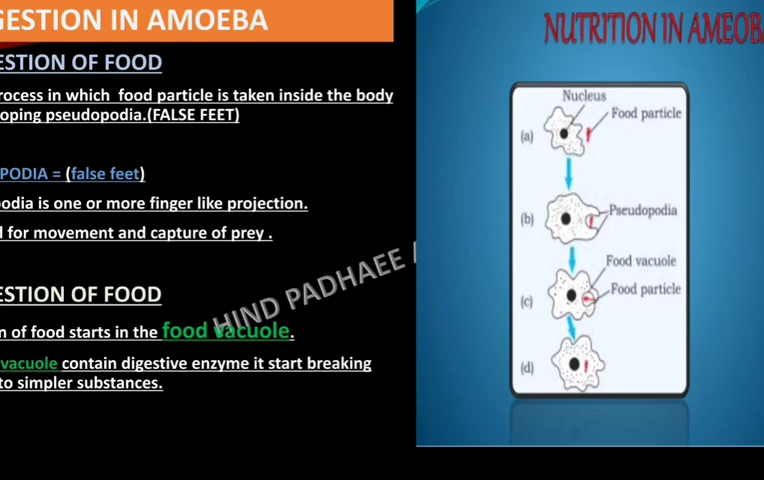 GESTION IN AMOEBA
ESTION OF FOOD
rocess in which food particle is taken inside the body
oping pseudopodia.(FALSE FEET)
PODIA = (false feet)
podia is one or more finger like projection.
d for movement and capture of prey .
ESTION OF FOOD
n of food starts in the food vacuole.
vacuole contain digestive enzyme it start breaking
to simpler substances.
HIND PADHAEE A
NUTRITION IN AMEOB
Nucleus
Food particle
(a)
(b)
Pseudopodia
Food vacuole
Food particle
(c)
(d)